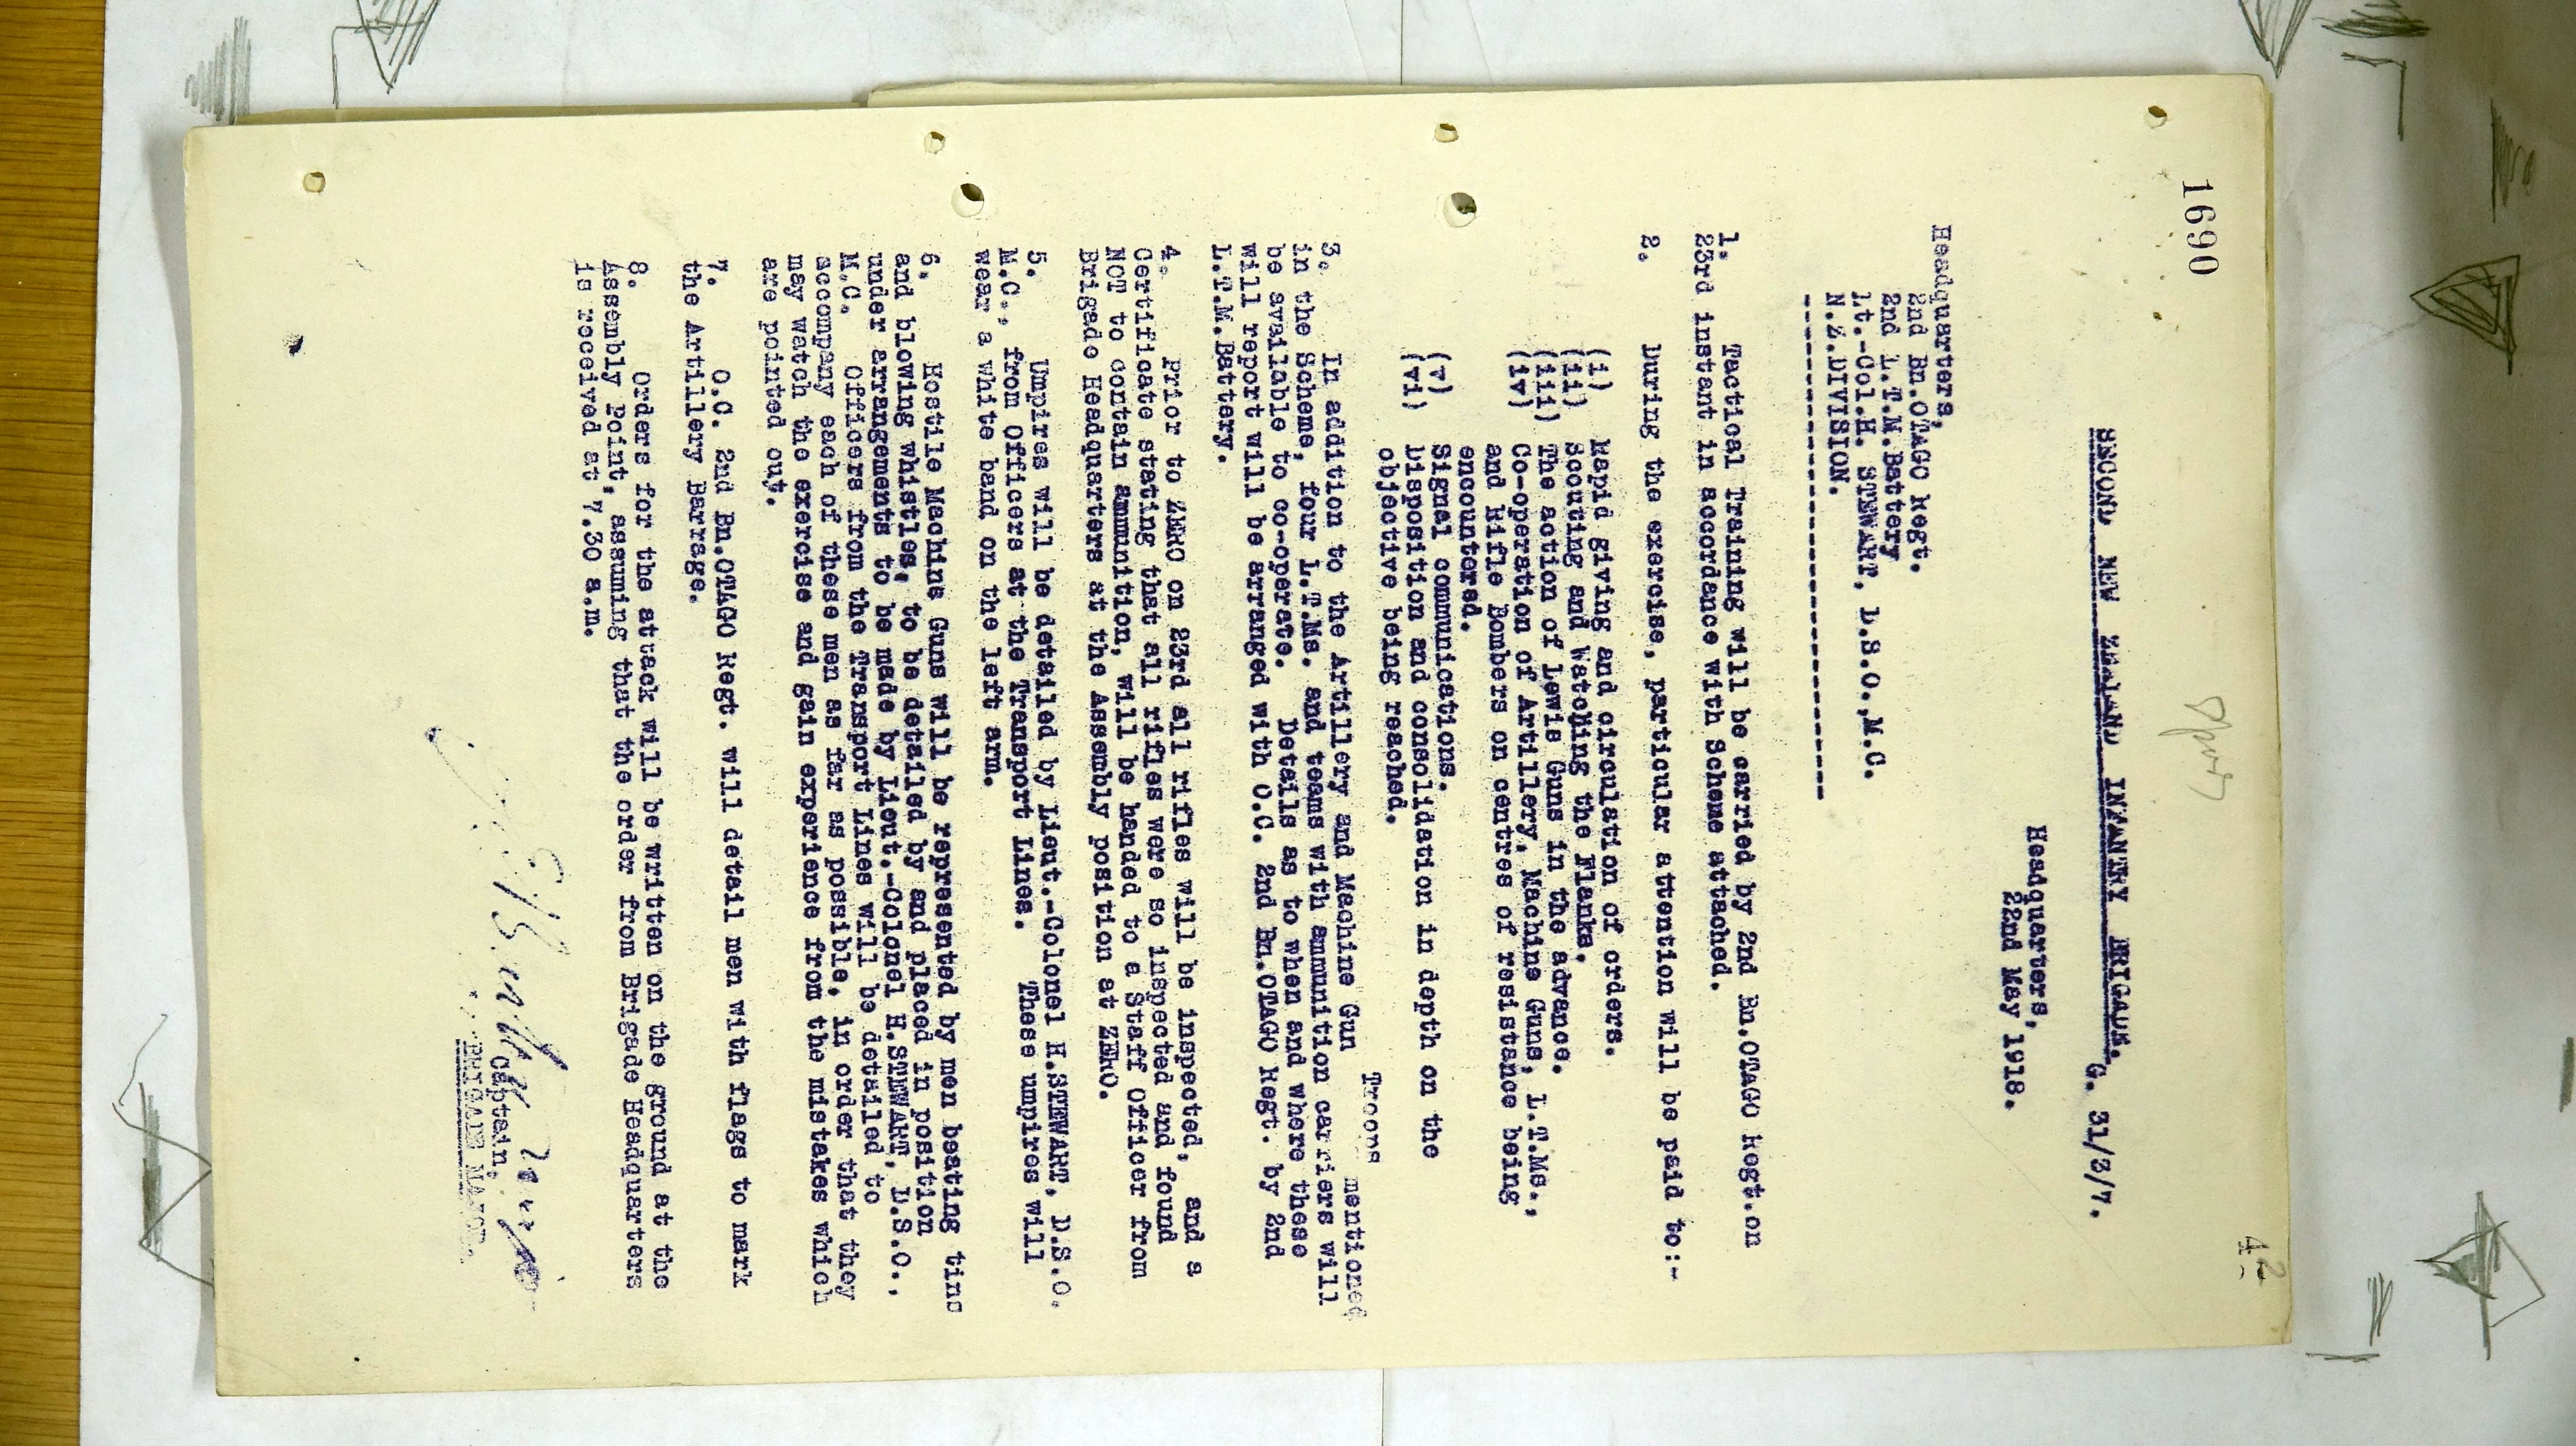 1690
42
SECOND NEW ZEALAND INFANTRY BRIGADE.
G. 31/3/7.
Headquarters,
22nd May, 1918.
Headquarters,
2nd Bn.OTAGO Regt.
2nd L.T.M.Battery
Lt.-Col.H. STEWART, D.S.O.,M.C.
N.Z.DIVISION.
1. Tactical Training will be carried by 2nd Bn.OTAGO Regt.on
23rd instant in accordance with Scheme attached.
2. During the exercise, particular attention will be paid to:-
(i) Rapid giving and circulation of orders.
(ii) Scouting and Watching the Flanks.
(iii) The action of Lewis Guns in the advance.
(iv) Co-operation of Artillery, Machine Guns, L.T.Ms.,
and Rifle Bombers on centres of resistance being
encountered.
(v) Signal communications.
(vi) Disposition and consolidation in depth on the
objective being reached.
Troops
3. In addition to the Artillery and Machine Gun mentioned
in the Scheme, four L.T.Ms. and teams with ammunition carriers will
be available to co-operate. Details as to when and where these
will report will be arranged with O.C. 2nd Bn.OTAGO Regt. by 2nd
L.T.M.Battery.
4. Prior to ZERO on 23rd all rifles will be inspected, and a
Certificate stating that all rifles were so inspected and found
NOT to contain ammunition, will be handed to a Staff Officer from
Brigade Headquarters at the Assembly position at ZERO.
5. Umpires will be detailed by Lieut.-Colonel H.STEWART, D.S.O.
M.C., from Officers at the Transport Lines. These umpires will
wear a white band on the left arm.
6. Hostile Machine Guns will be represented by men beating tins
and blowing whistles, to be detailed by and placed in position
under arrangements to be made by Lieut.-Colonel H.STEWART, D.S.O.,
M.C. Officers from the Transport Lines will be detailed to
accompany each of these men as far as possible, in order that they
may watch the exercise and gain experience from the mistakes which
are pointed out.
7. O.C. 2nd Bn.OTAGO Regt. will detail men with flags to mark
the Artillery Barrage.
8. Orders for the attack will be written on the ground at the
Assembly Point, assuming that the order from Brigade Headquarters
is received at 7.30 a.m.
Captain,
BRIGADE MAJOR.